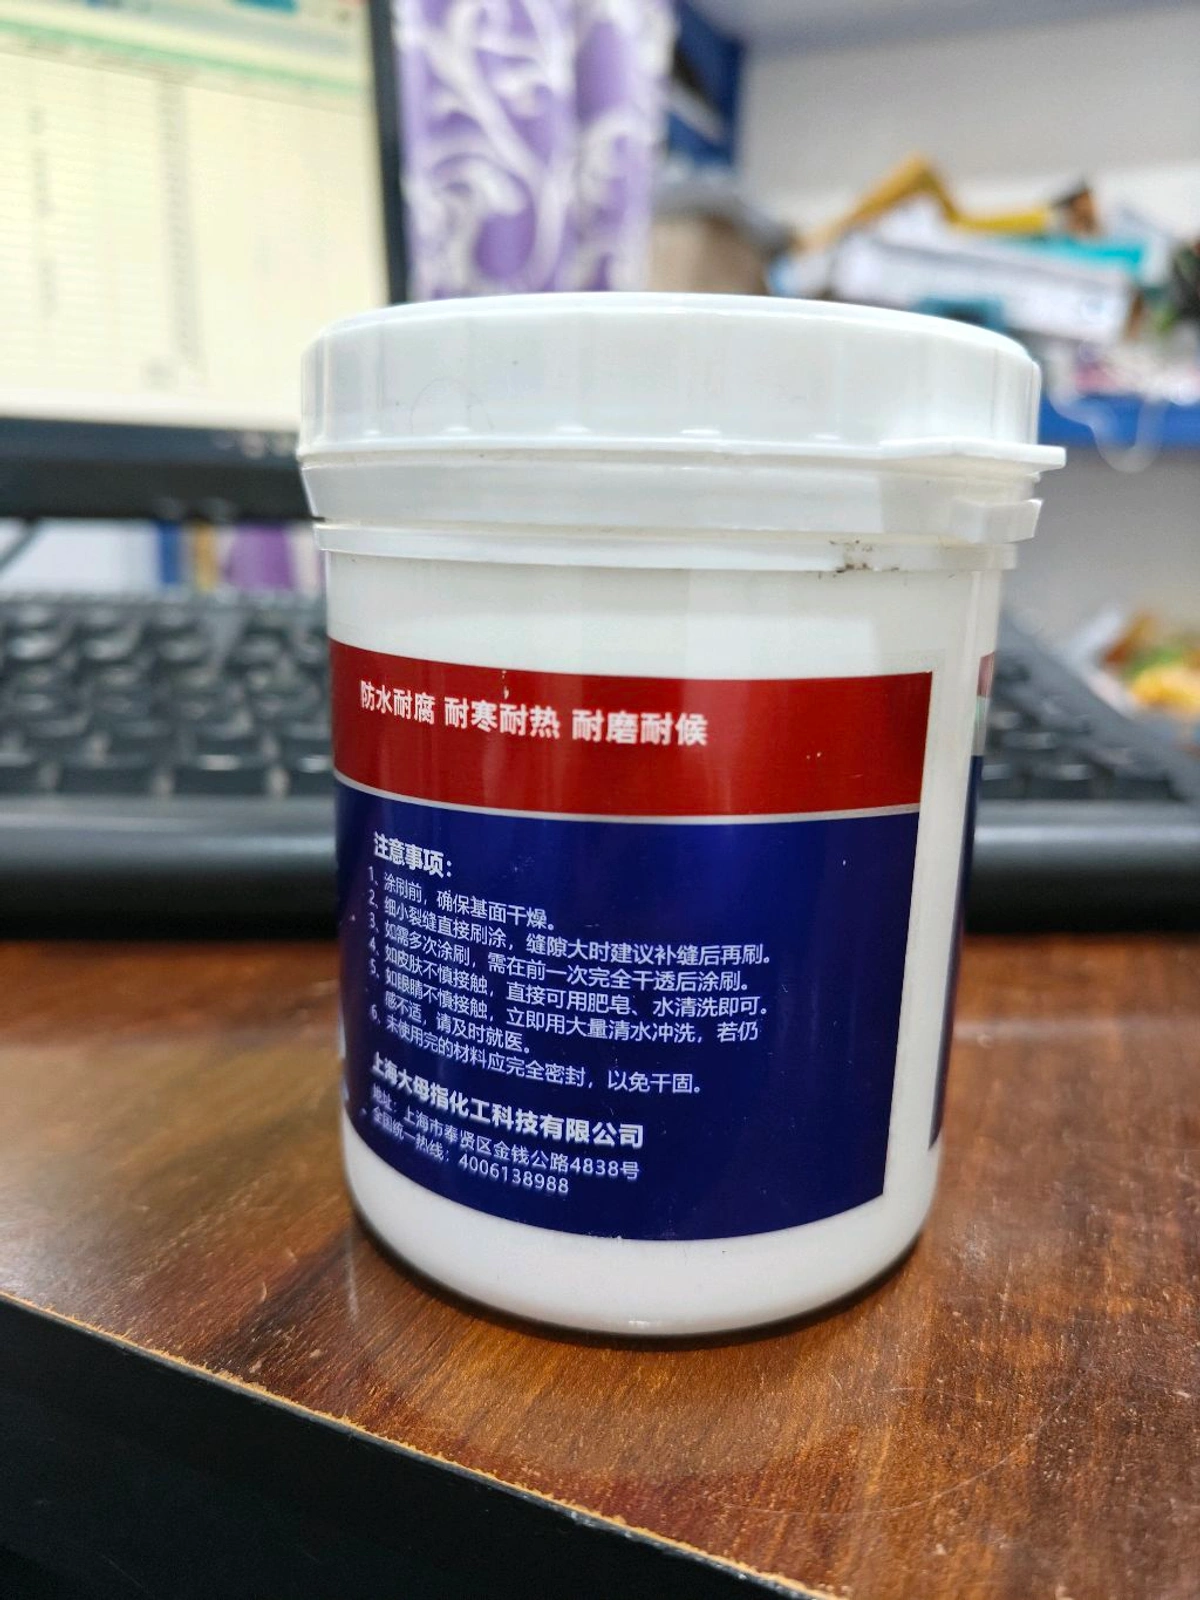 防水耐腐 耐寒耐热 耐磨耐候
注意事项：
1、涂刷前，确保基面干燥。
2、细小裂缝直接刷涂，缝隙大时建议补缝后再刷。
3、如需多次涂刷，需在前一次完全干透后涂刷。
4、如皮肤不慎接触，直接可用肥皂、水清洗即可。
5、如眼睛不慎接触，立即用大量清水冲洗，若仍
感不适，请及时就医。
6、未使用完的材料应完全密封，以免干固。
上海大母指化工科技有限公司
地址：上海市奉贤区金钱公路4838号
全国统一热线：4006138988